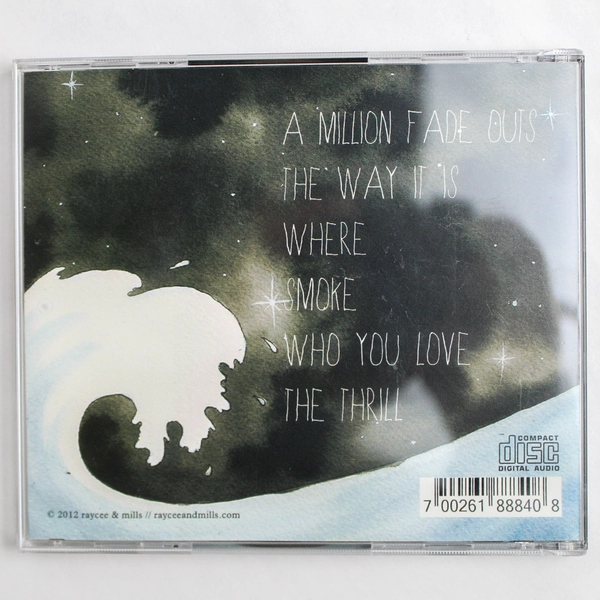 A MILLION FADE OUTS
THE WAY IT IS
WHERE
SMOKE
WHO YOU LOVE
THE THRILL
COMPACT
disc
DIGITAL AUDIO
7 00261 88840 8
© 2012 raycee & mills // rayceeandmills.com